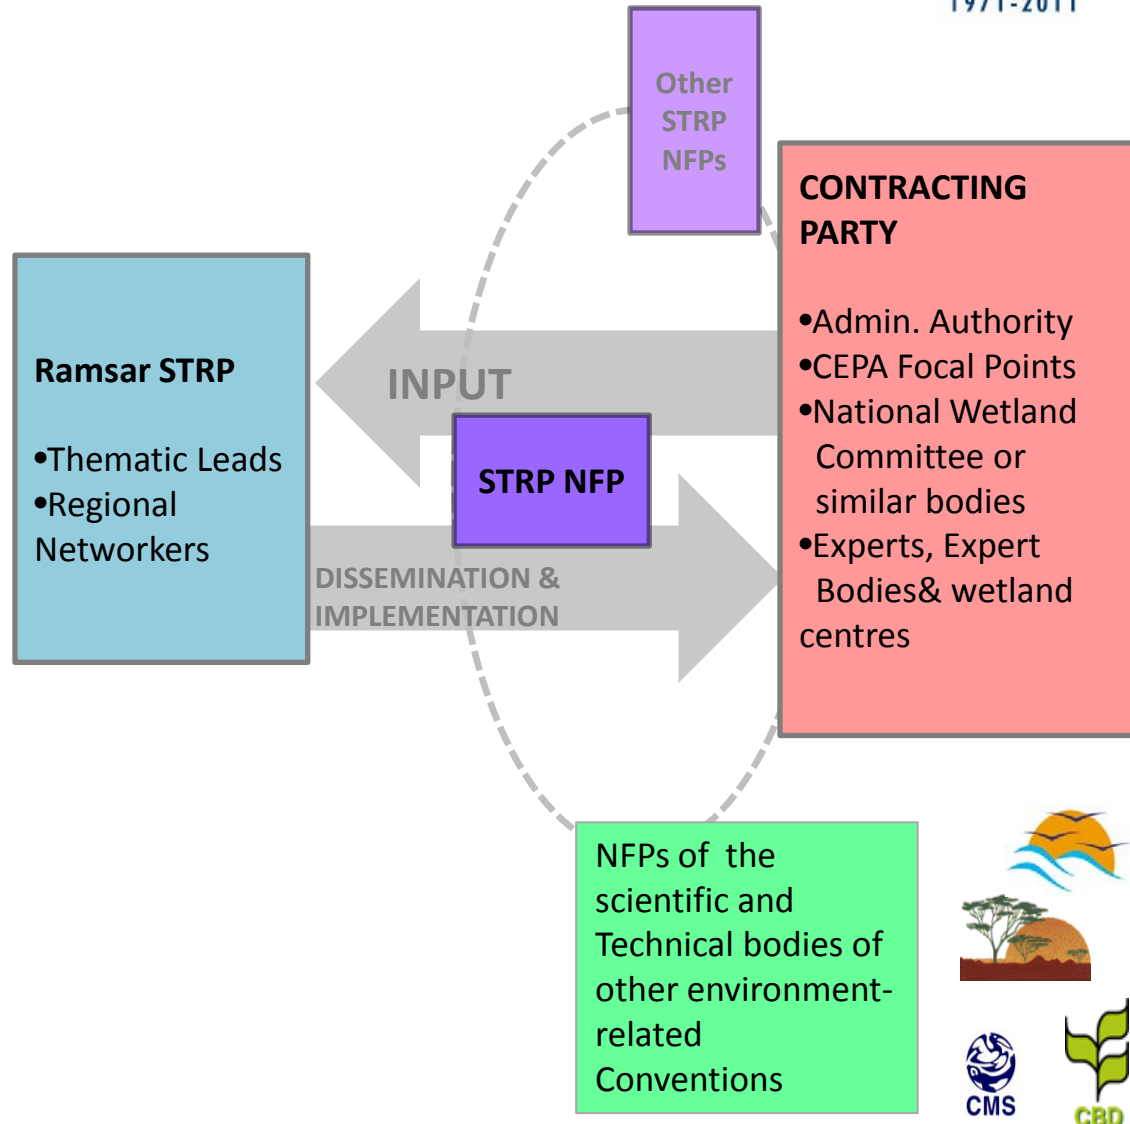 1971-2011
Other
STRP
NFPs
CONTRACTING
PARTY
•Admin. Authority
•CEPA Focal Points
•National Wetland
Committee or
similar bodies
•Experts, Expert
Bodies& wetland
centres
Ramsar STRP
•Thematic Leads
•Regional
Networkers
INPUT
STRP NFP
DISSEMINATION &
IMPLEMENTATION
NFPs of the
scientific and
Technical bodies of
other environment-
related
Conventions
CMS
CBD